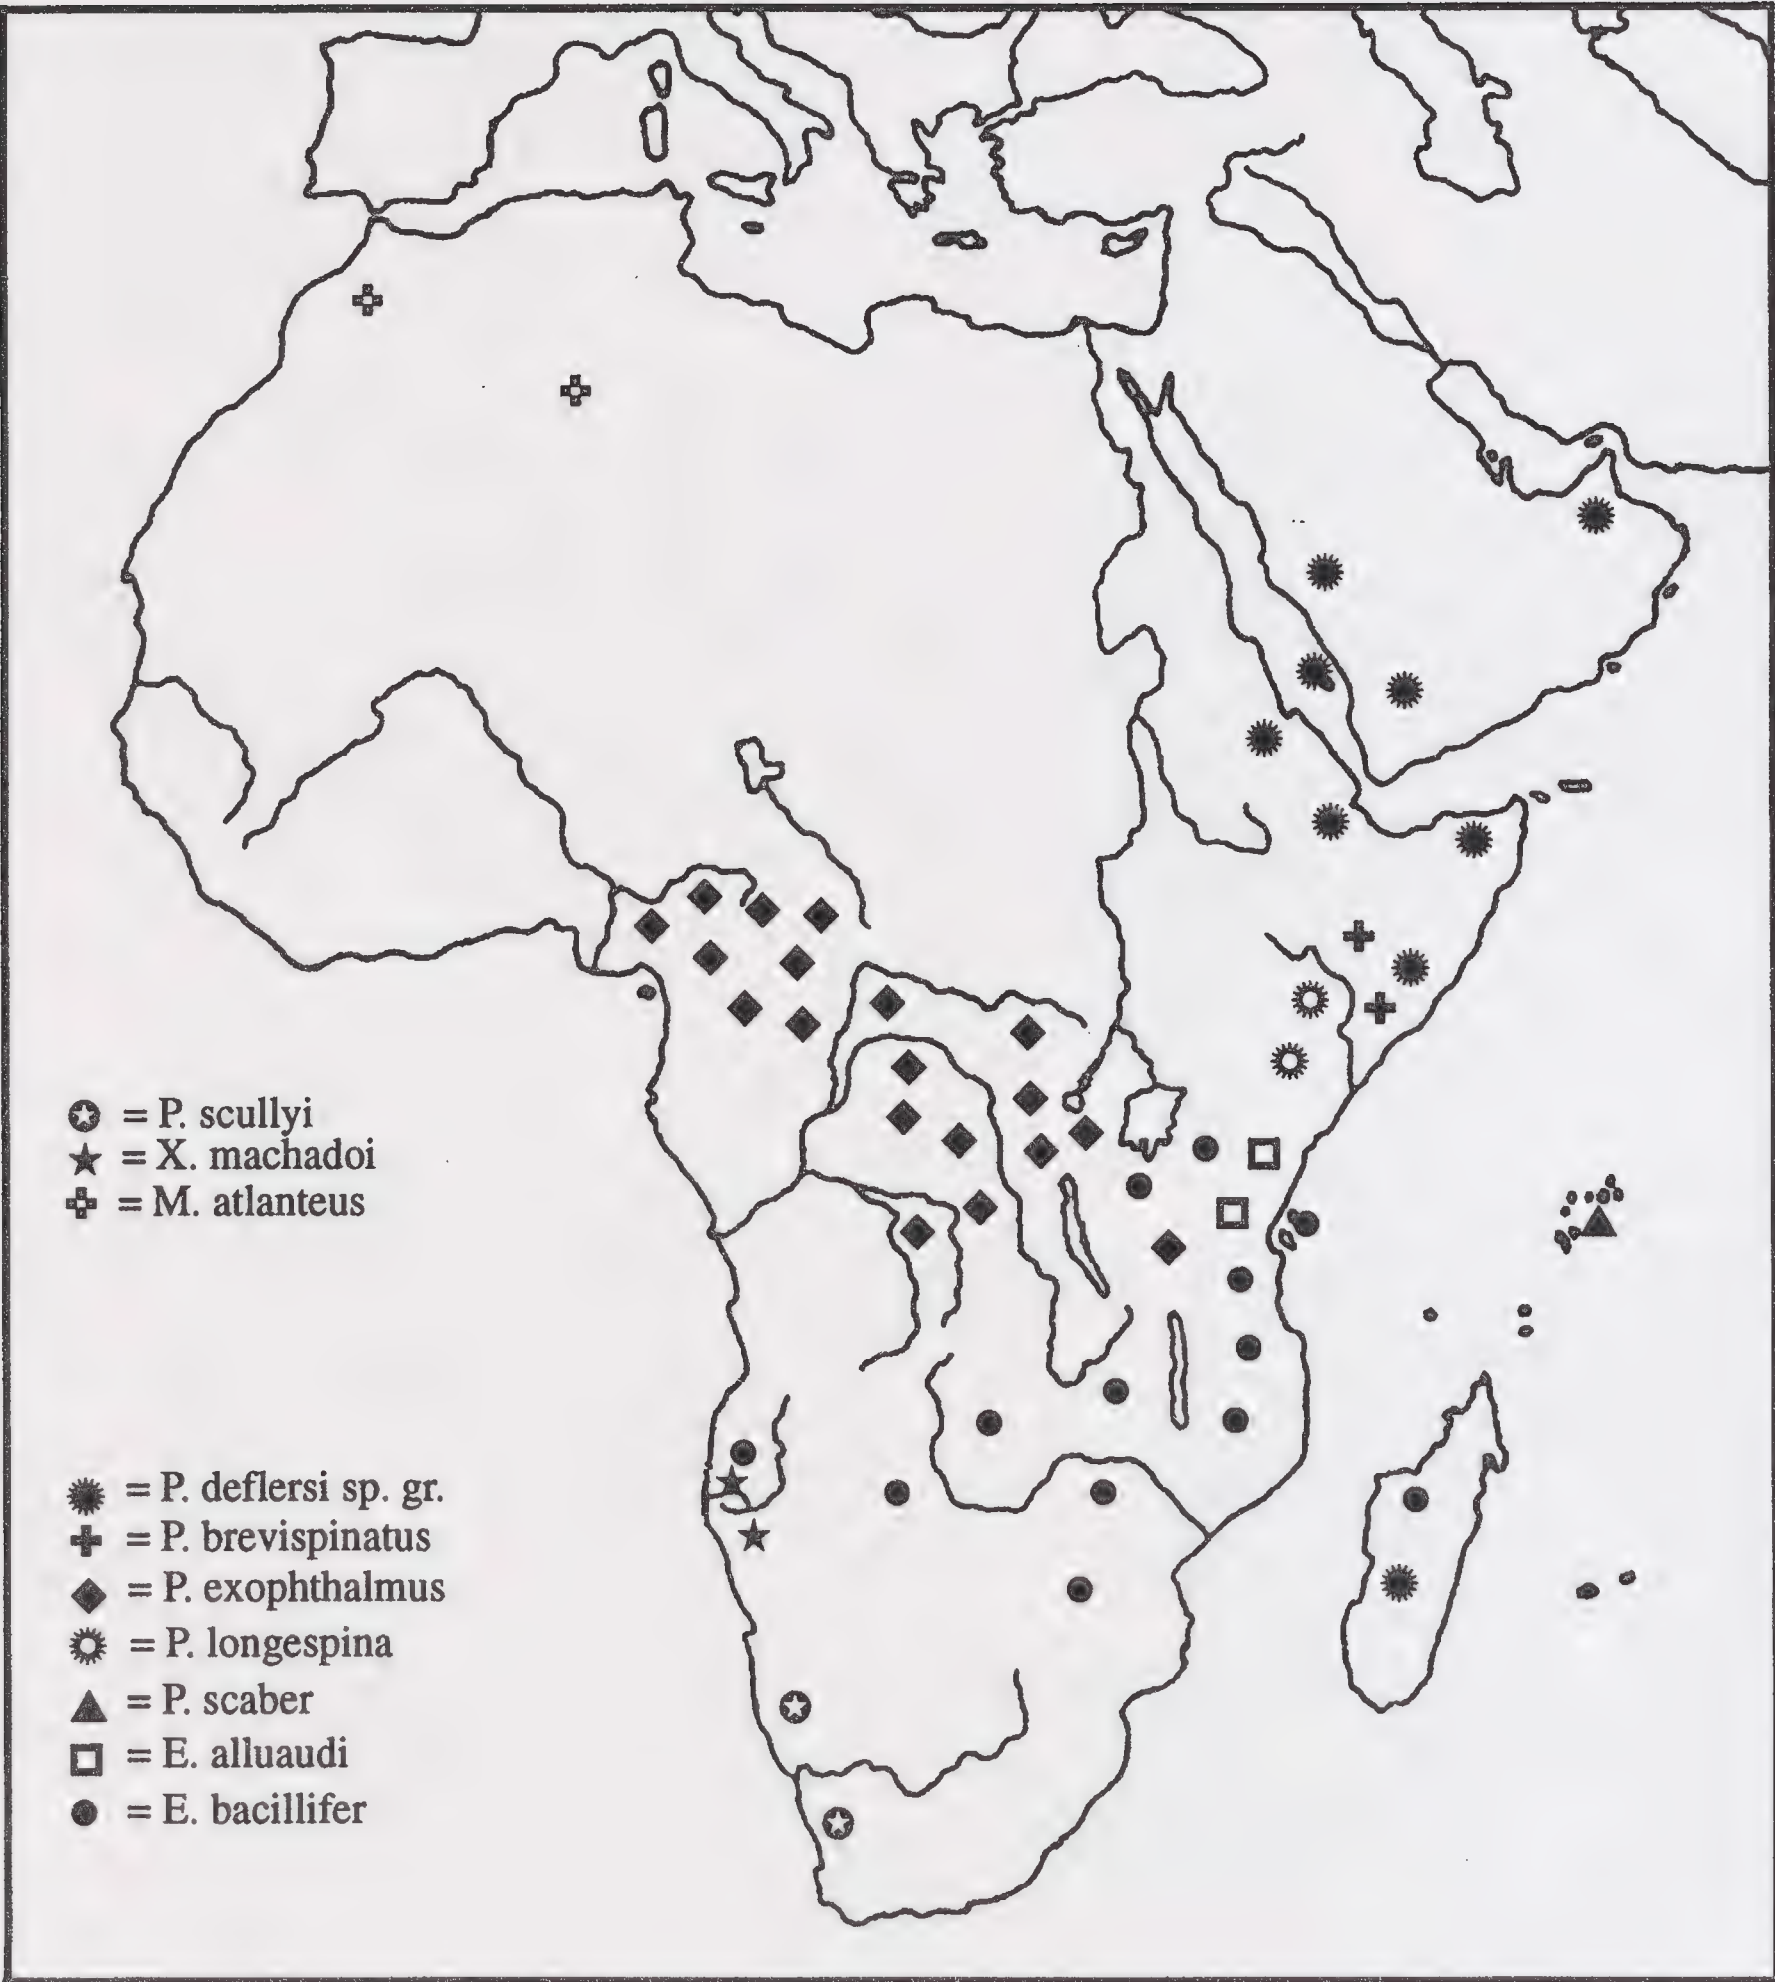 = P. scullyi
= X. machadoi
= M. atlanteus
= P. deflersi sp. gr.
= P. brevispinatus
= P. exophthalmus
= P. longespina
= P. scaber
= E. alluaudi
= E. bacillifer